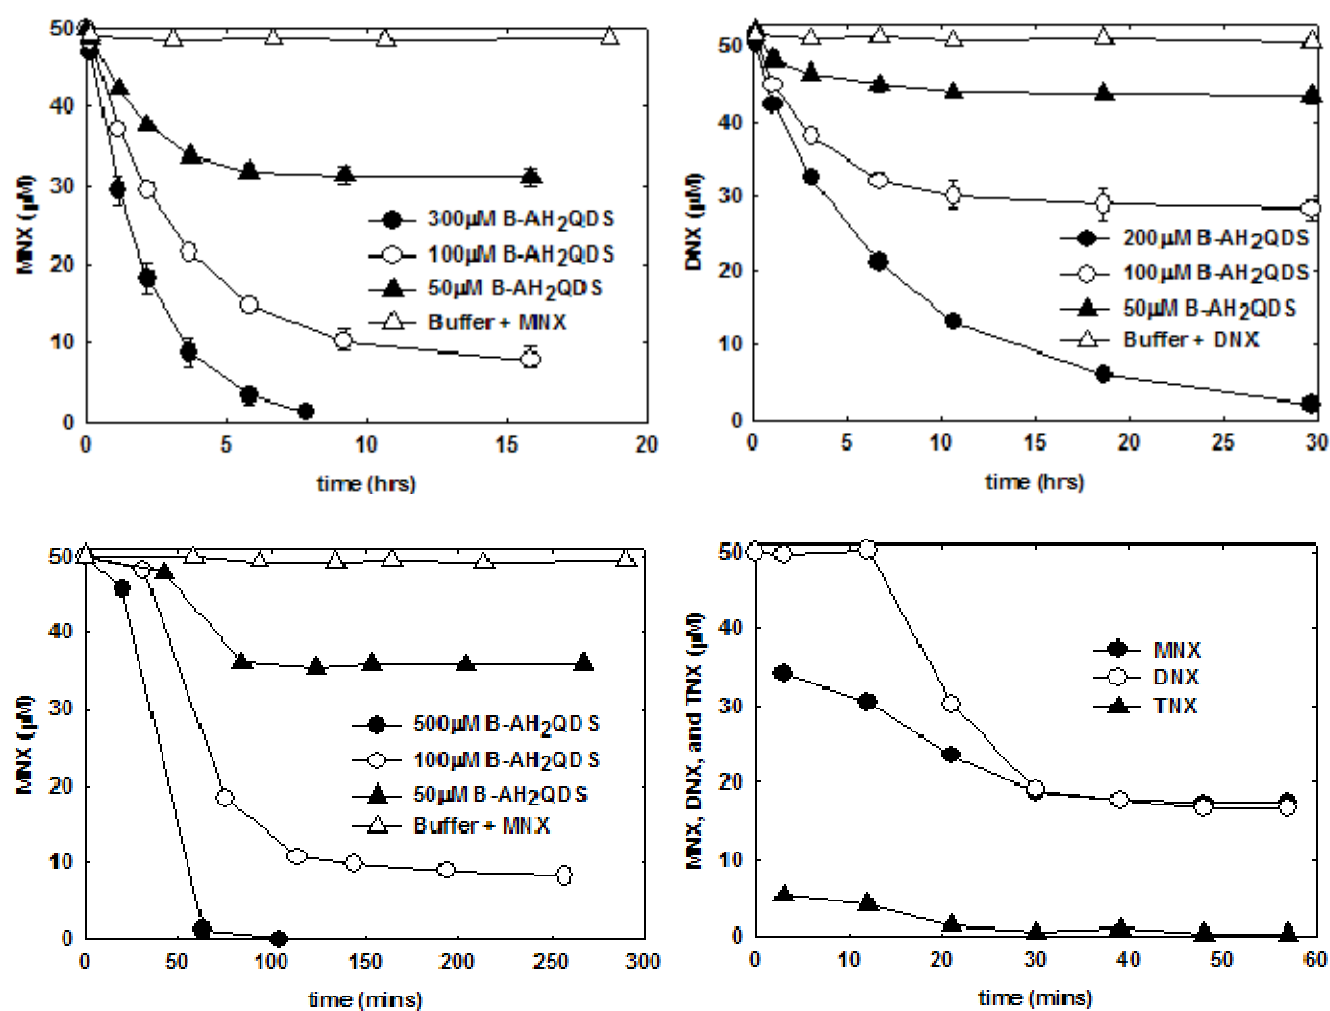 50
40
30
20
10
0
MNX (µM)
300µM B-AH2QDS
100µM B-AH2QDS
50µM B-AH2QDS
Buffer + MNX
0 5 10 15 20
time (hrs)
50
40
30
20
10
0
DNX (µM)
200µM B-AH2QDS
100µM B-AH2QDS
50µM B-AH2QDS
Buffer + DNX
0 5 10 15 20 25 30
time (hrs)
50
40
30
20
10
0
MNX (µM)
500µM B-AH2QDS
100µM B-AH2QDS
50µM B-AH2QDS
Buffer + MNX
0 50 100 150 200 250 300
time (mins)
50
40
30
20
10
0
MNX, DNX, and TNX (µM)
MNX
DNX
TNX
0 10 20 30 40 50 60
time (mins)